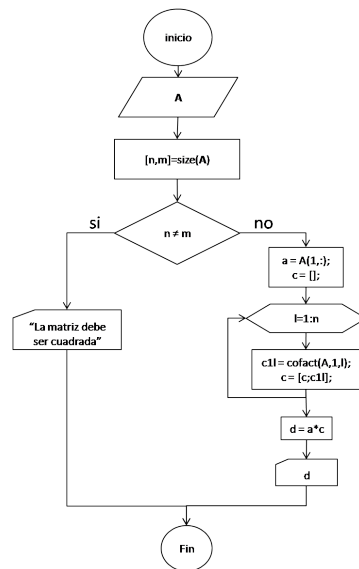 inicio
A
[n,m]=size(A)
n ≠ m
si
no
"La matriz debe
ser cuadrada"
a = A(1,:);
c = [];
l=1:n
c1l = cofact(A,1,l);
c = [c;c1l];
d = a*c
d
Fin